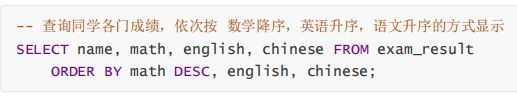 -- 查询同学各门成绩，依次按 数学降序，英语升序，语文升序的方式显示
SELECT name, math, english, chinese FROM exam_result
ORDER BY math DESC, english, chinese;